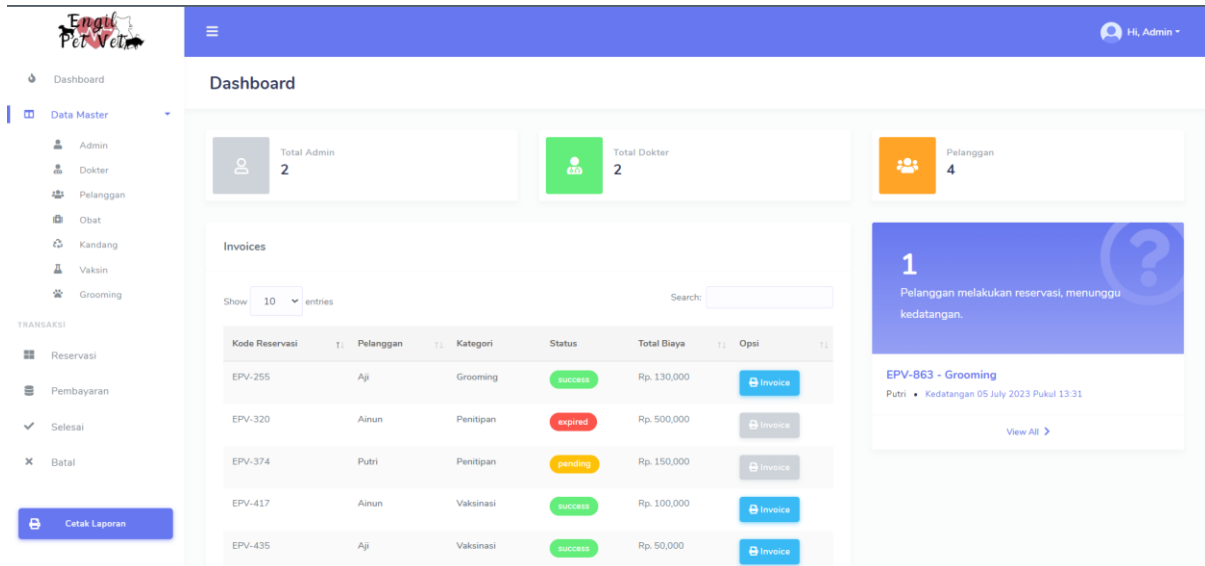 Engil
Pet Vet
Hi, Admin
Dashboard
Data Master
Admin
Dokter
Pelanggan
Obat
Kandang
Vaksin
Grooming
TRANSAKSI
Reservasi
Pembayaran
Selesai
Batal
Cetak Laporan
Dashboard
Total Admin
2
Total Dokter
2
Pelanggan
4
Invoices
Show 10 entries
Search:
Kode Reservasi Pelanggan Kategori Status Total Biaya Opsi
EPV-255 Aji Grooming success Rp. 130,000 Invoice
EPV-320 Ainun Penitipan expired Rp. 500,000 Invoice
EPV-374 Putri Penitipan pending Rp. 150,000 Invoice
EPV-417 Ainun Vaksinasi success Rp. 100,000 Invoice
EPV-435 Aji Vaksinasi success Rp. 50,000 Invoice
1
Pelanggan melakukan reservasi, menunggu
kedatangan.
EPV-863 - Grooming
Putri • Kedatangan 05 July 2023 Pukul 13:31
View All